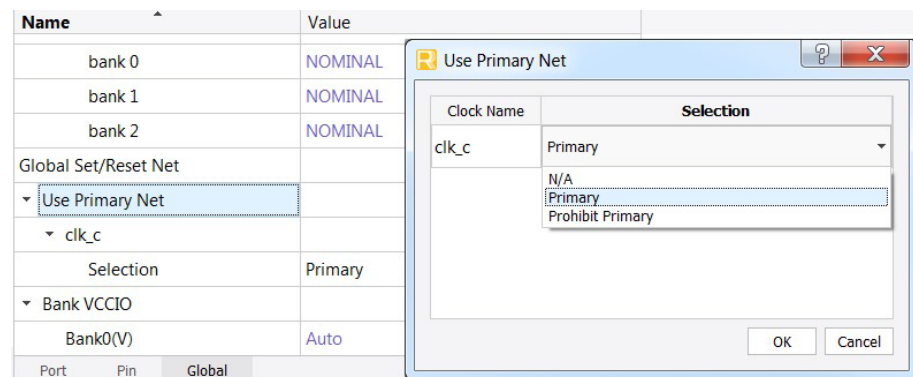 Name Value
bank 0 NOMINAL
bank 1 NOMINAL
bank 2 NOMINAL
Global Set/Reset Net
Use Primary Net
clk_c
Selection Primary
Bank VCCIO
Bank0(V) Auto
Port Pin Global
Use Primary Net
Clock Name Selection
clk_c Primary
N/A
Primary
Prohibit Primary
OK Cancel